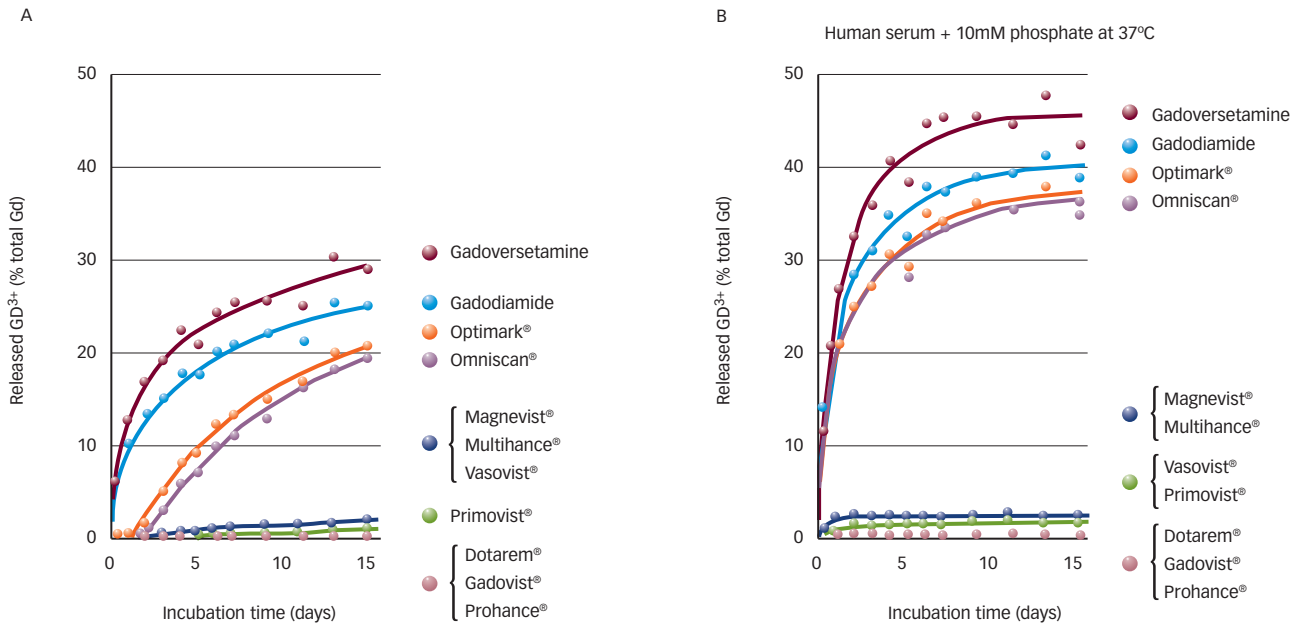 A
50
40
30
20
10
0
0
5
10
15
Released GD³⁺ (% total Gd)
Incubation time (days)
Gadoversetamine
Gadodiamide
Optimark®
Omniscan®
Magnevist®
Multihance®
Vasovist®
Primovist®
Dotarem®
Gadovist®
Prohance®
B
Human serum + 10mM phosphate at 37ºC
50
40
30
20
10
0
0
5
10
15
Released GD³⁺ (% total Gd)
Incubation time (days)
Gadoversetamine
Gadodiamide
Optimark®
Omniscan®
Magnevist®
Multihance®
Vasovist®
Primovist®
Dotarem®
Gadovist®
Prohance®